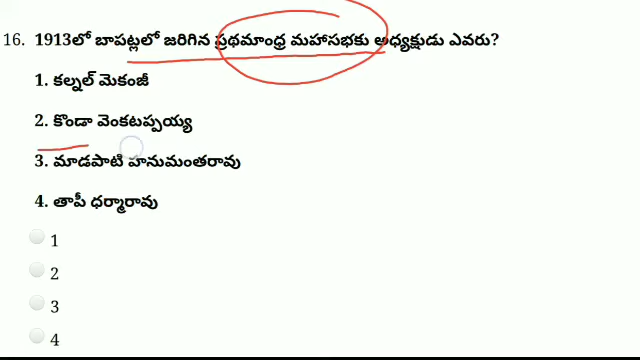 16. 1913లో బాపట్లలో జరిగిన ప్రథమాంధ్ర మహాసభకు అధ్యక్షుడు ఎవరు?
1. కల్నల్ మెకంజీ
2. కొండా వెంకటప్పయ్య
3. మాడపాటి హనుమంతరావు
4. తాపీ ధర్మారావు
1
2
3
4